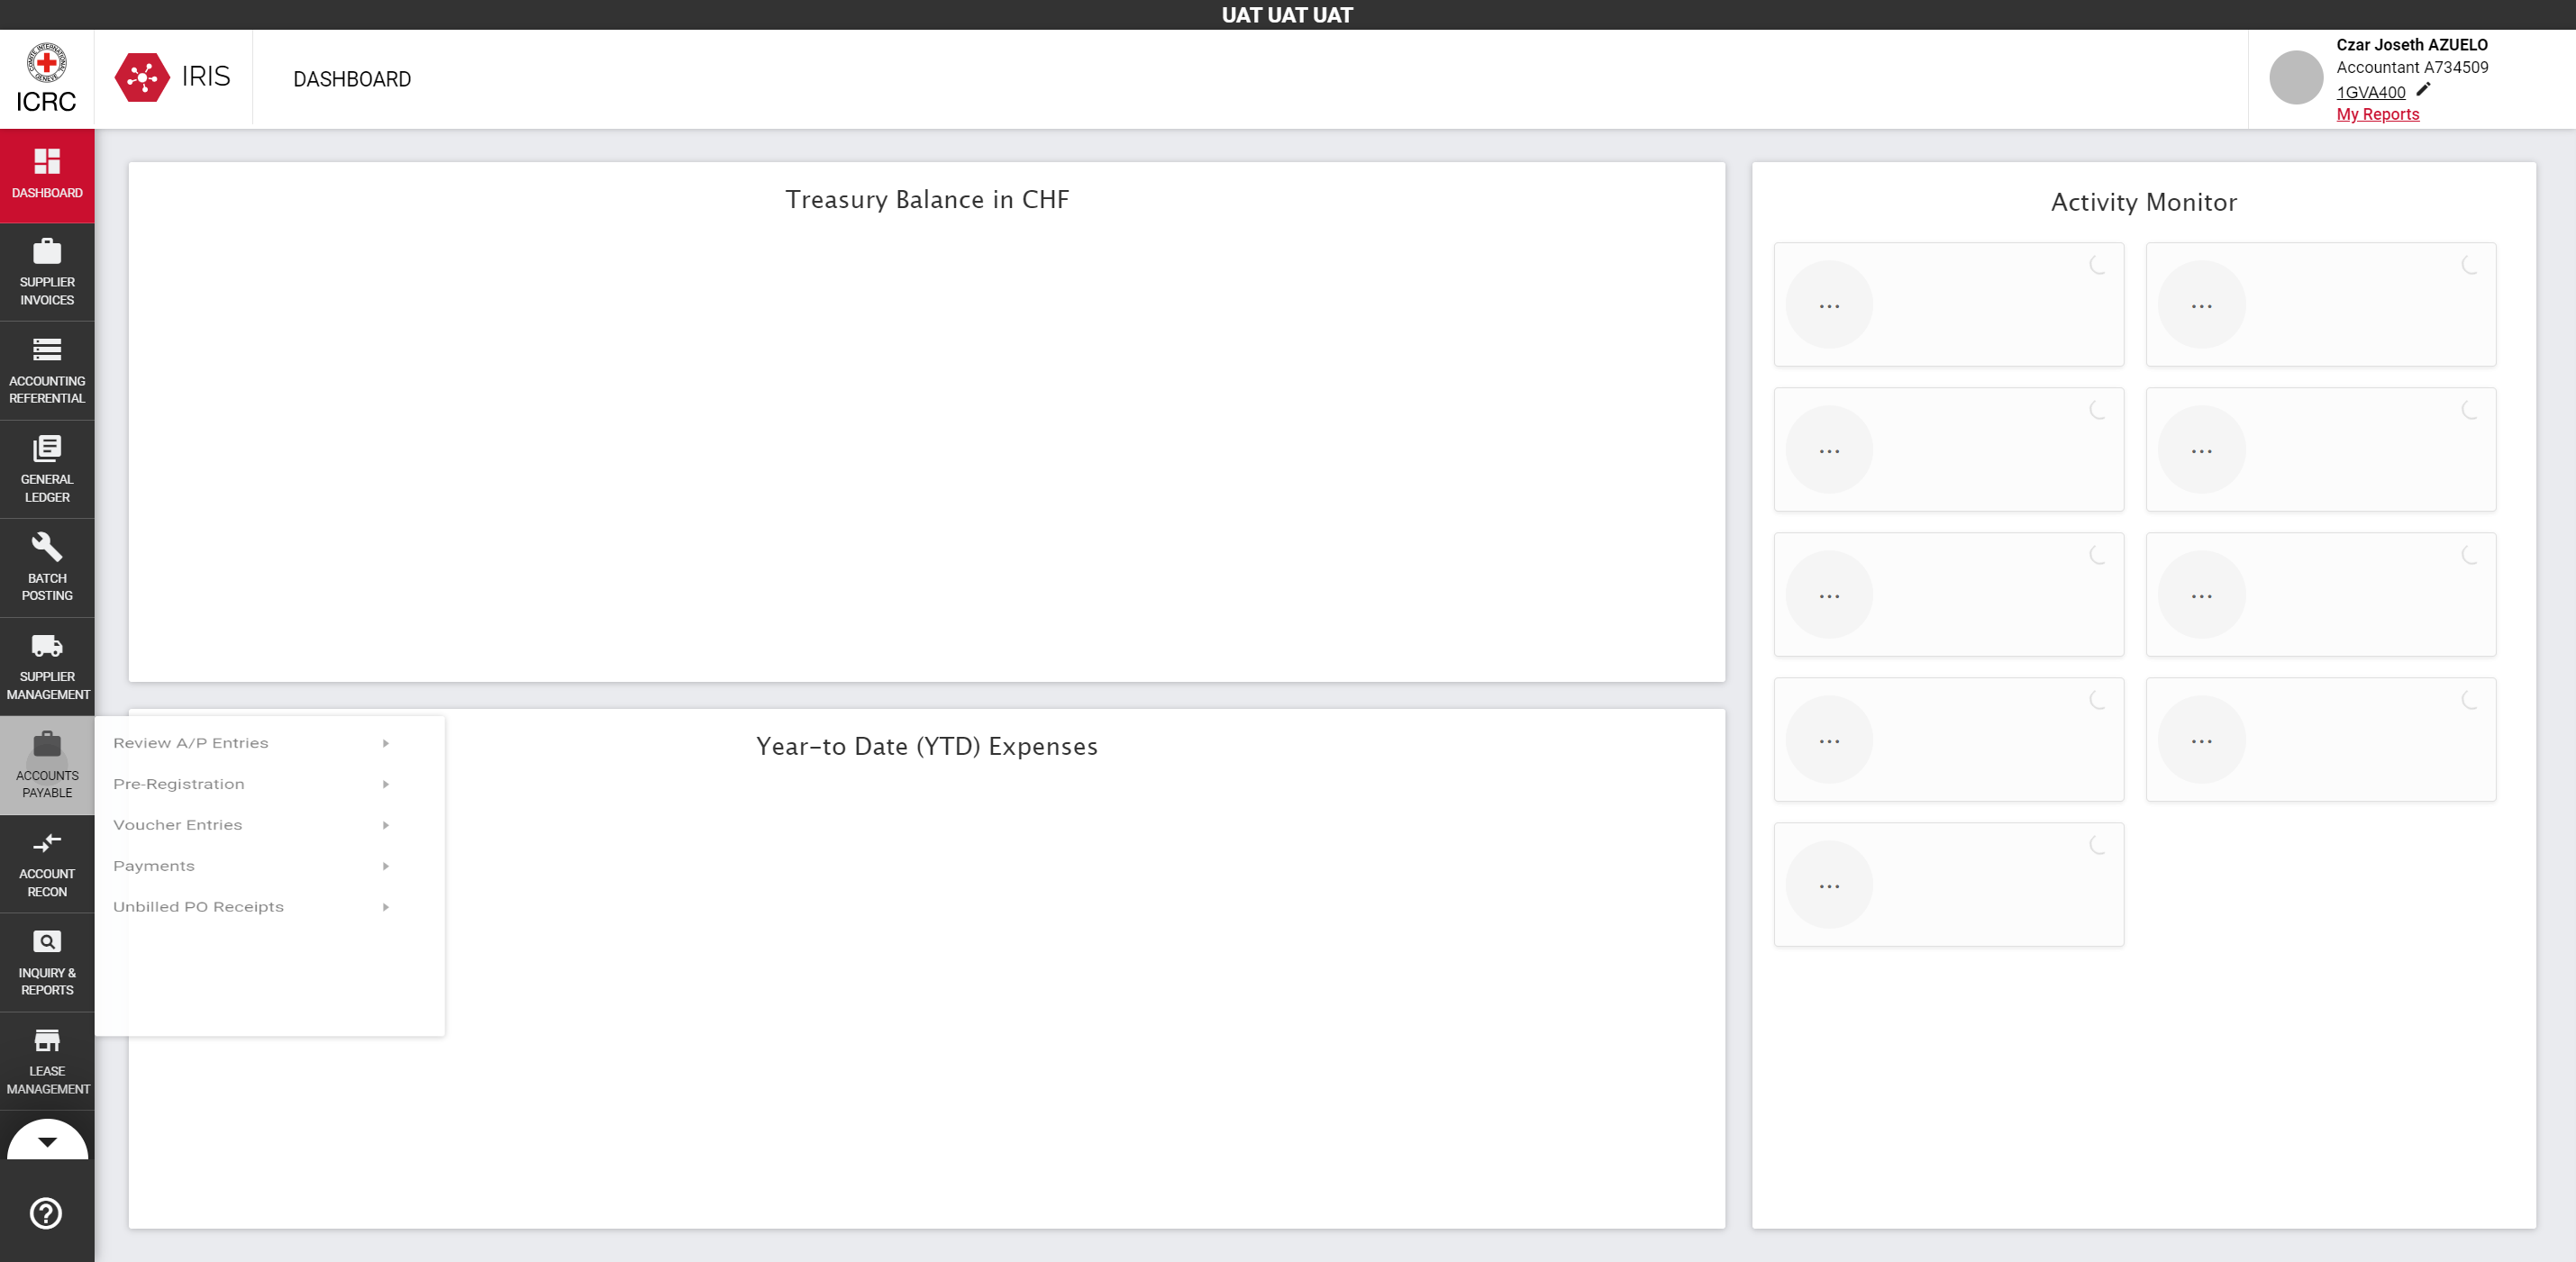 UAT UAT UAT
ICRC
IRIS
DASHBOARD
Czar Joseth AZUELO
Accountant A734509
1GVA400
My Reports
DASHBOARD
SUPPLIER
INVOICES
ACCOUNTING
REFERENTIAL
GENERAL
LEDGER
BATCH
POSTING
SUPPLIER
MANAGEMENT
ACCOUNTS
PAYABLE
ACCOUNT
RECON
INQUIRY &
REPORTS
LEASE
MANAGEMENT
Review A/P Entries
Pre-Registration
Voucher Entries
Payments
Unbilled PO Receipts
Treasury Balance in CHF
Year-to Date (YTD) Expenses
Activity Monitor
...
...
...
...
...
...
...
...
...